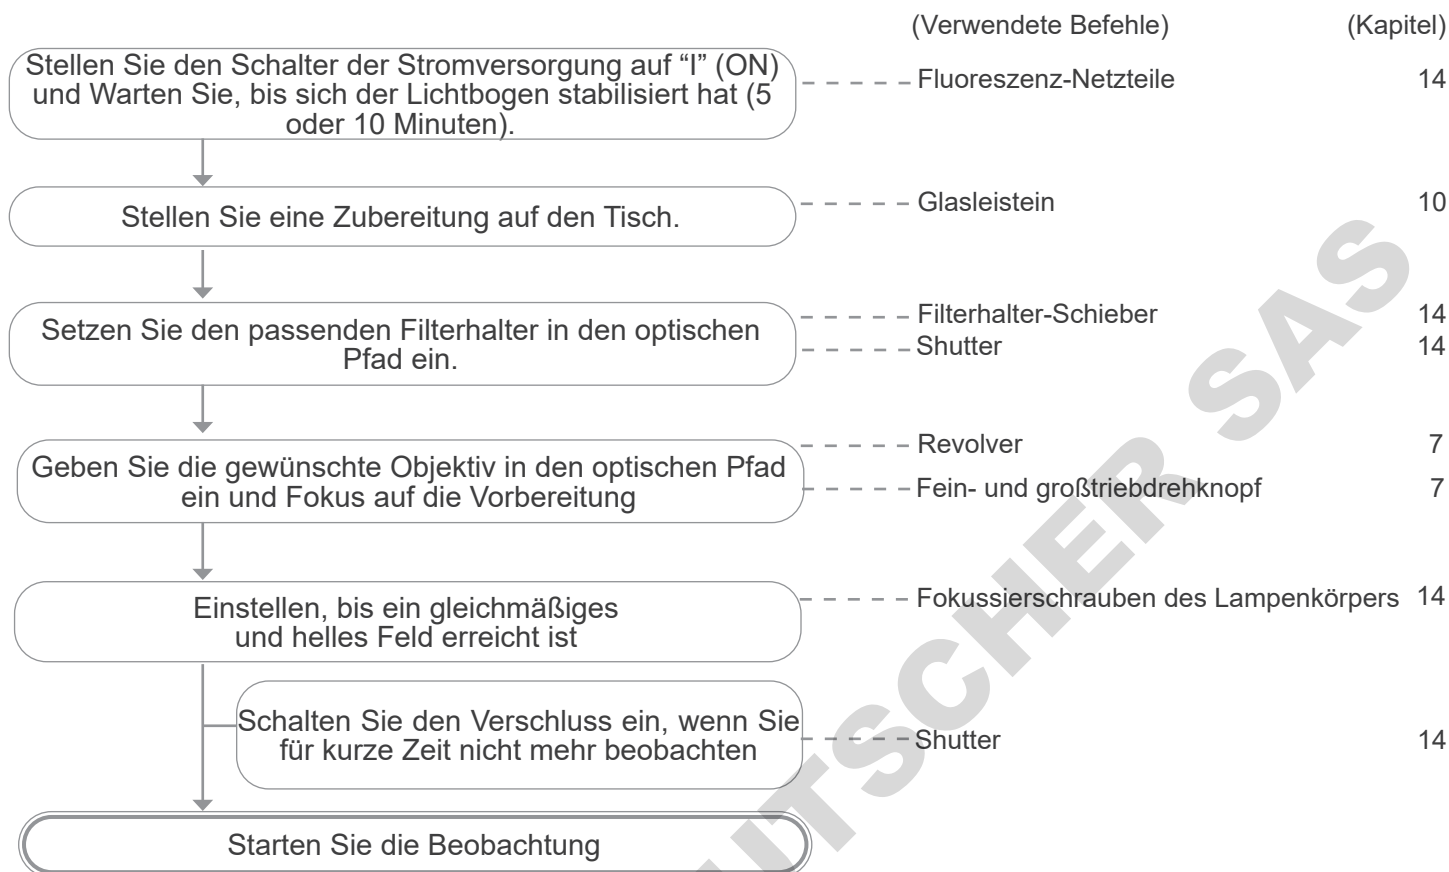 (Verwendete Befehle) (Kapitel)
Stellen Sie den Schalter der Stromversorgung auf “I” (ON)
und Warten Sie, bis sich der Lichtbogen stabilisiert hat (5
oder 10 Minuten).
Fluoreszenz-Netzteile 14
Stellen Sie eine Zubereitung auf den Tisch.
Glasleistein 10
Setzen Sie den passenden Filterhalter in den optischen
Pfad ein.
Filterhalter-Schieber 14
Shutter 14
Geben Sie die gewünschte Objektiv in den optischen Pfad
ein und Fokus auf die Vorbereitung
Revolver 7
Fein- und großtriebdrehknopf 7
Einstellen, bis ein gleichmäßiges
und helles Feld erreicht ist
Fokussierschrauben des Lampenkörpers 14
Schalten Sie den Verschluss ein, wenn Sie
für kurze Zeit nicht mehr beobachten
Shutter 14
Starten Sie die Beobachtung
UTSCHER SAS